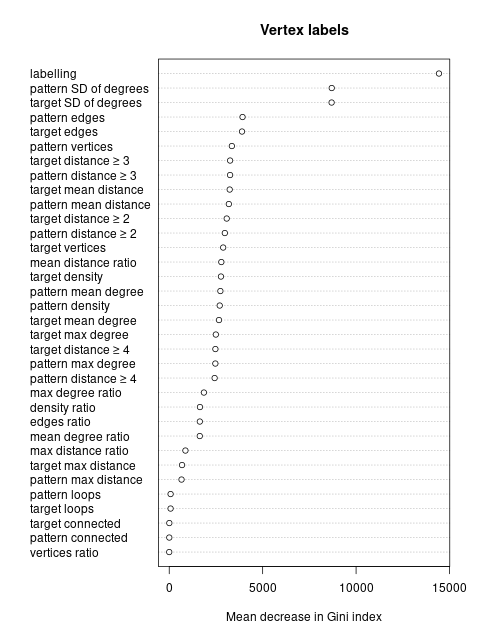 Vertex labels
labelling
pattern SD of degrees
target SD of degrees
pattern edges
target edges
pattern vertices
target distance ≥ 3
pattern distance ≥ 3
target mean distance
pattern mean distance
target distance ≥ 2
pattern distance ≥ 2
target vertices
mean distance ratio
target density
pattern mean degree
pattern density
target mean degree
target max degree
target distance ≥ 4
pattern max degree
pattern distance ≥ 4
max degree ratio
density ratio
edges ratio
mean degree ratio
max distance ratio
target max distance
pattern max distance
pattern loops
target loops
target connected
pattern connected
vertices ratio
0 5000 10000 15000
Mean decrease in Gini index